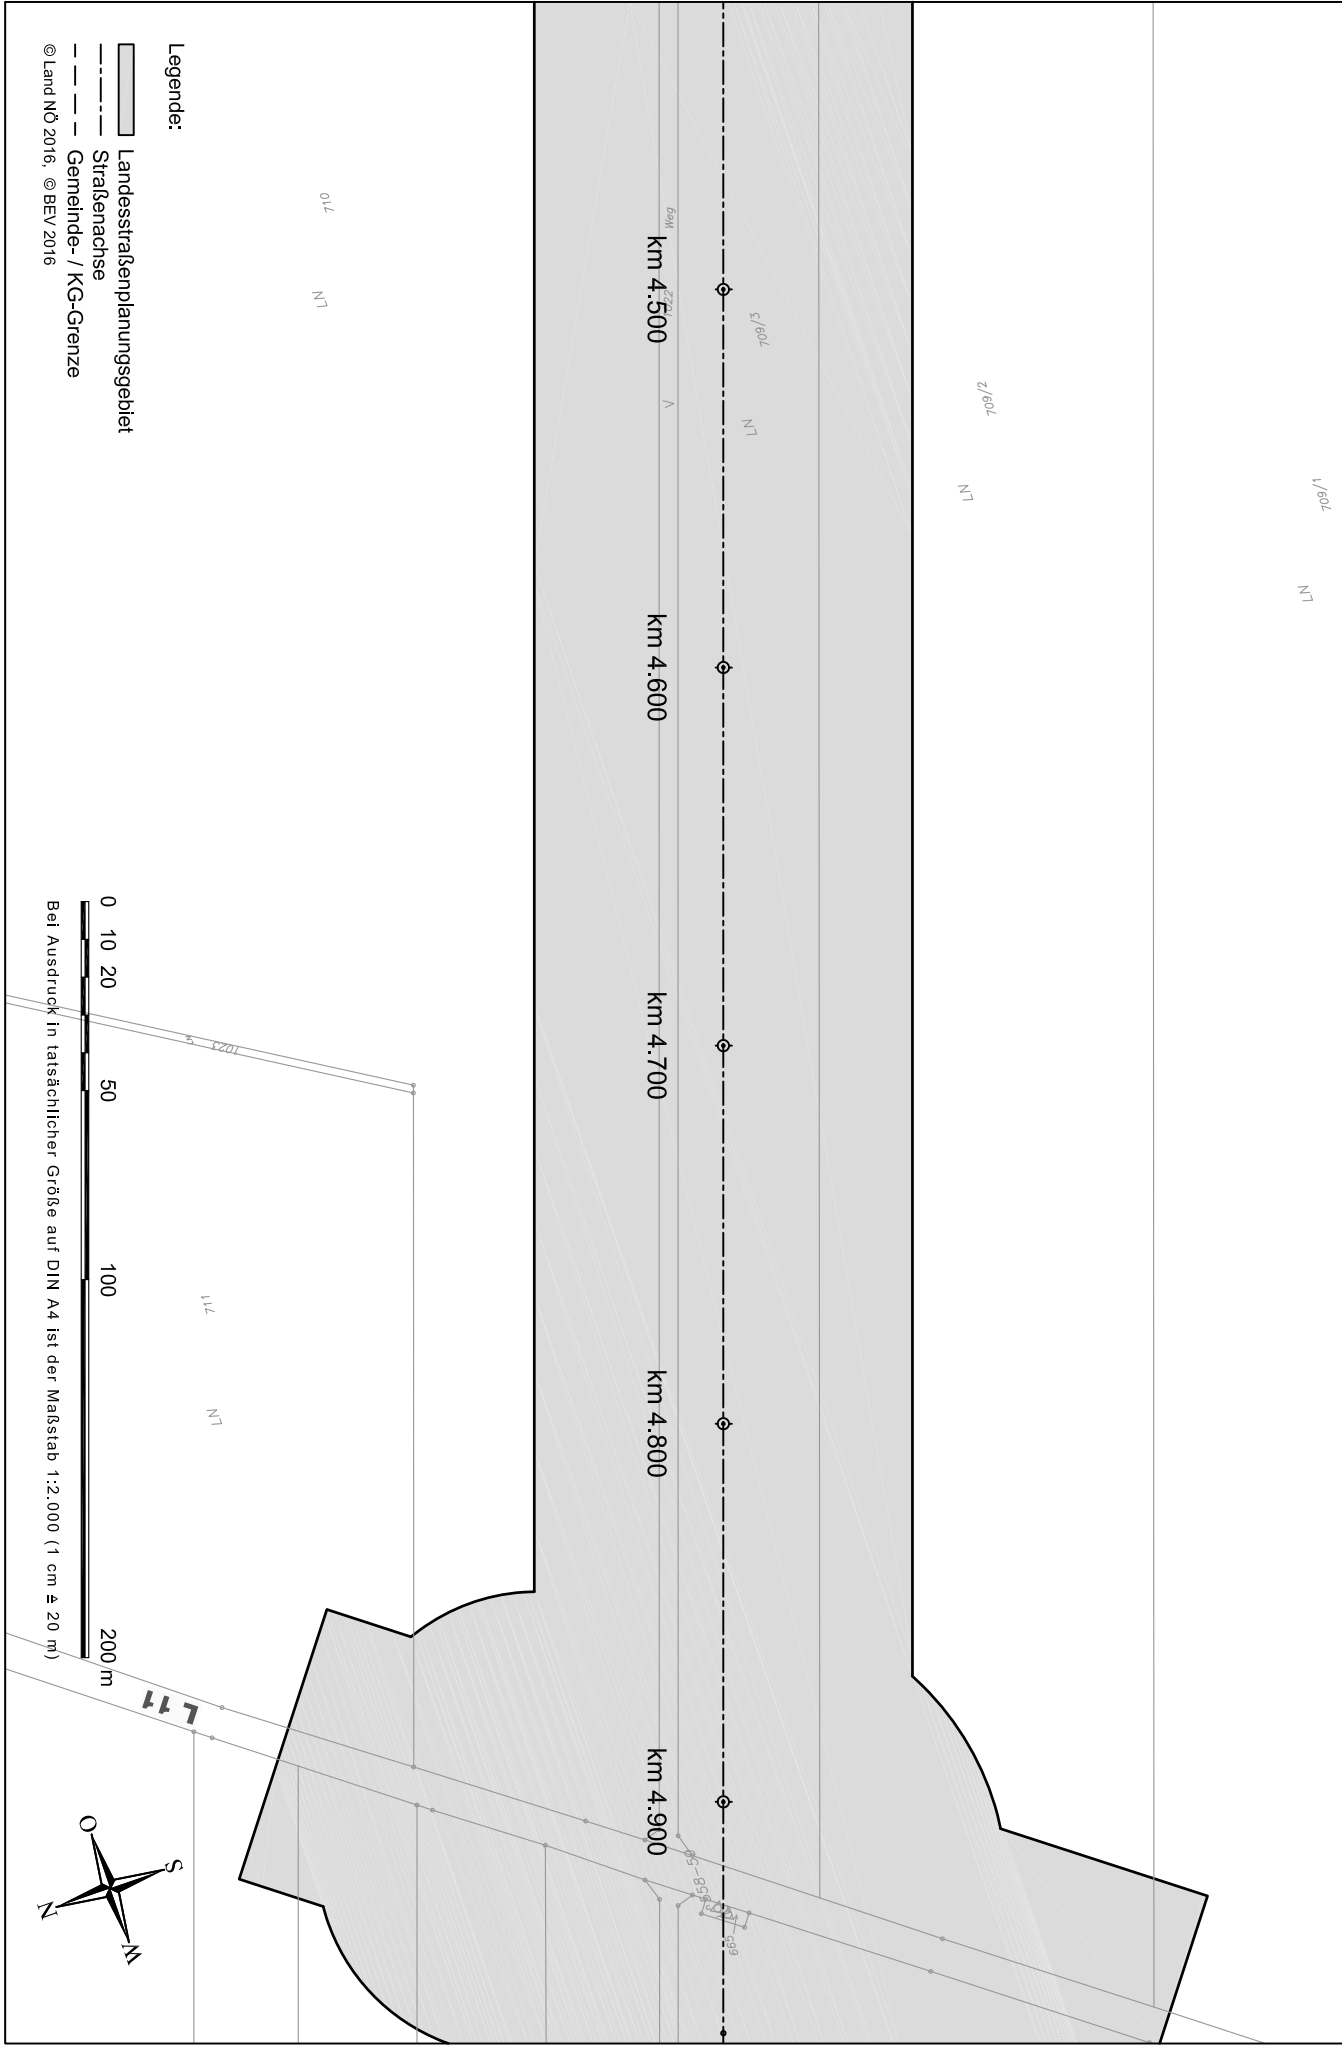 Legende:
Landesstraßenplanungsgebiet
Straßenachse
Gemeinde- / KG-Grenze
© Land NÖ 2016, © BEV 2016
710
LN
Weg
1022
V
709/3
LN
709/2
LN
709/1
LN
km 4.500
km 4.600
km 4.700
km 4.800
km 4.900
0 10 20 50 100 200 m
Bei Ausdruck in tatsächlicher Größe auf DIN A4 ist der Maßstab 1:2.000 (1 cm ≙ 20 m)
1023
711
LN
L 11
O
S
N
W